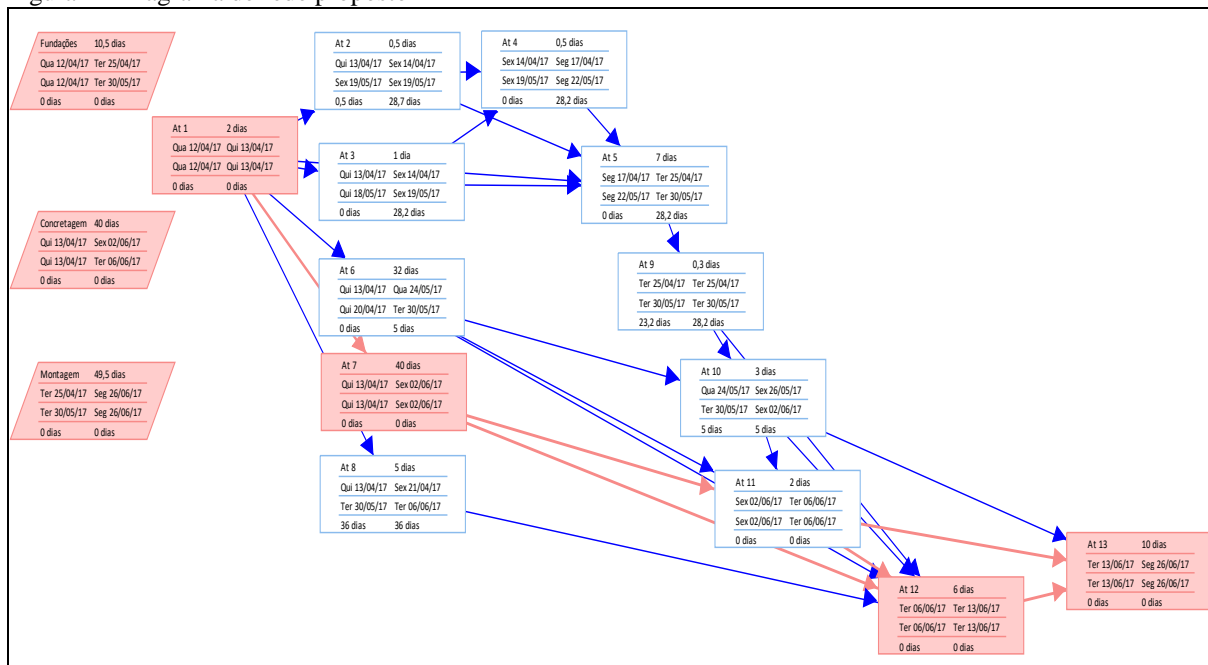 Fundações 10,5 dias
Qua 12/04/17 Ter 25/04/17
Qua 12/04/17 Ter 30/05/17
0 dias 0 dias
At 2 0,5 dias
Qui 13/04/17 Sex 14/04/17
Sex 19/05/17 Sex 19/05/17
0,5 dias 28,7 dias
At 4 0,5 dias
Sex 14/04/17 Seg 17/04/17
Sex 19/05/17 Seg 22/05/17
0 dias 28,2 dias
At 1 2 dias
Qua 12/04/17 Qui 13/04/17
Qua 12/04/17 Qui 13/04/17
0 dias 0 dias
At 3 1 dia
Qui 13/04/17 Sex 14/04/17
Qui 18/05/17 Sex 19/05/17
0 dias 28,2 dias
At 5 7 dias
Seg 17/04/17 Ter 25/04/17
Seg 22/05/17 Ter 30/05/17
0 dias 28,2 dias
Concretagem 40 dias
Qui 13/04/17 Sex 02/06/17
Qui 13/04/17 Ter 06/06/17
0 dias 0 dias
At 6 32 dias
Qui 13/04/17 Qua 24/05/17
Qui 20/04/17 Ter 30/05/17
0 dias 5 dias
At 9 0,3 dias
Ter 25/04/17 Ter 25/04/17
Ter 30/05/17 Ter 30/05/17
23,2 dias 28,2 dias
Montagem 49,5 dias
Ter 25/04/17 Seg 26/06/17
Ter 30/05/17 Seg 26/06/17
0 dias 0 dias
At 7 40 dias
Qui 13/04/17 Sex 02/06/17
Qui 13/04/17 Sex 02/06/17
0 dias 0 dias
At 10 3 dias
Qua 24/05/17 Sex 26/05/17
Ter 30/05/17 Sex 02/06/17
5 dias 5 dias
At 8 5 dias
Qui 13/04/17 Sex 21/04/17
Ter 30/05/17 Ter 06/06/17
36 dias 36 dias
At 11 2 dias
Sex 02/06/17 Ter 06/06/17
Sex 02/06/17 Ter 06/06/17
0 dias 0 dias
At 13 10 dias
Ter 13/06/17 Seg 26/06/17
Ter 13/06/17 Seg 26/06/17
0 dias 0 dias
At 12 6 dias
Ter 06/06/17 Ter 13/06/17
Ter 06/06/17 Ter 13/06/17
0 dias 0 dias